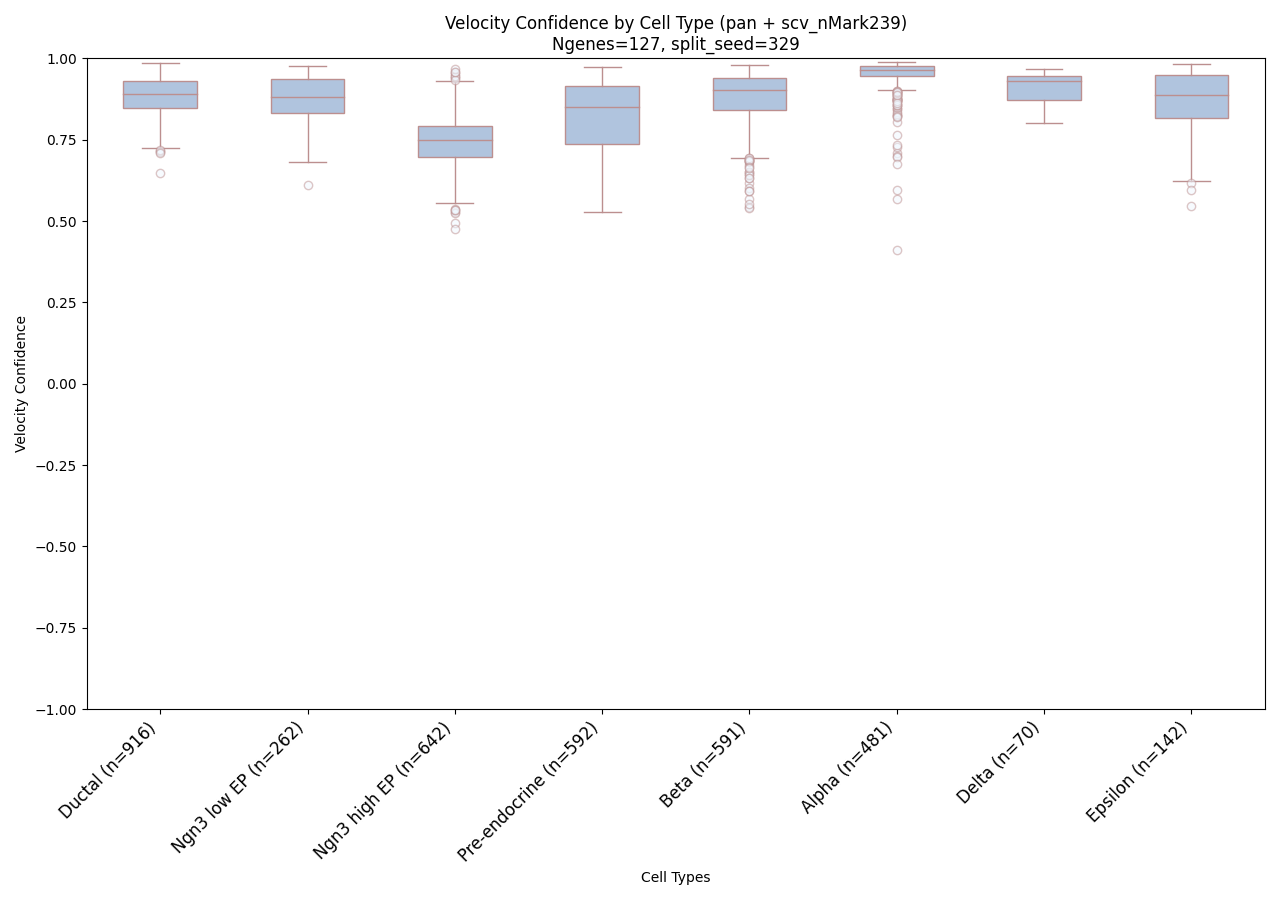 Velocity Confidence by Cell Type (pan + scv_nMark239)
Ngenes=127, split_seed=329
1.00
0.75
0.50
0.25
0.00
−0.25
−0.50
−0.75
−1.00
Velocity Confidence
Ductal (n=916)
Ngn3 low EP (n=262)
Ngn3 high EP (n=642)
Pre-endocrine (n=592)
Beta (n=591)
Alpha (n=481)
Delta (n=70)
Epsilon (n=142)
Cell Types